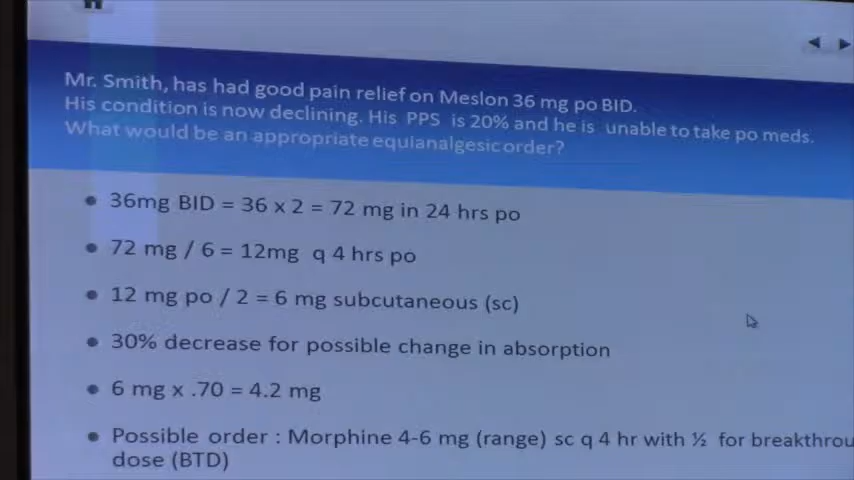 Mr. Smith, has had good pain relief on Meslon 36 mg po BID.
His condition is now declining. His PPS is 20% and he is unable to take po meds.
What would be an appropriate equianalgesic order?
36mg BID = 36 x 2 = 72 mg in 24 hrs po
72 mg / 6 = 12mg q 4 hrs po
12 mg po / 2 = 6 mg subcutaneous (sc)
30% decrease for possible change in absorption
6 mg x .70 = 4.2 mg
Possible order : Morphine 4-6 mg (range) sc q 4 hr with ½ for breakthrou
dose (BTD)